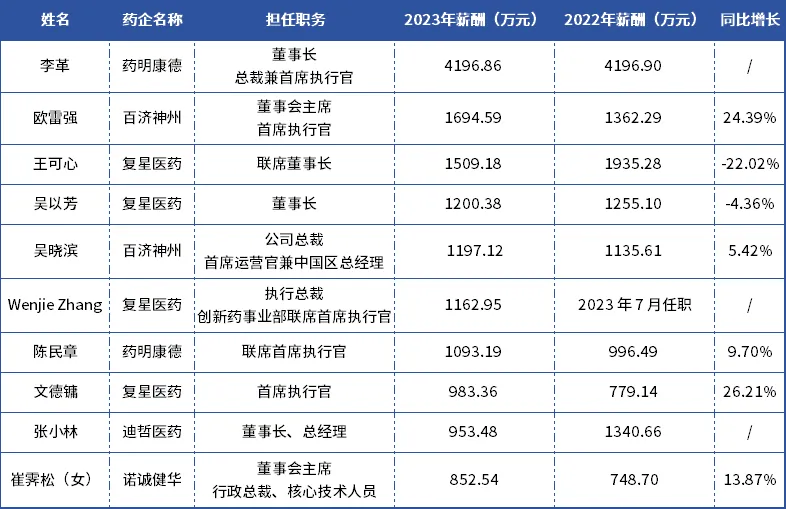 姓名 药企名称 担任职务 2023年薪酬（万元） 2022年薪酬（万元） 同比增长
李革 药明康德 董事长 4196.86 4196.90 /
总裁兼首席执行官
欧雷强 百济神州 董事会主席 1694.59 1362.29 24.39%
首席执行官
王可心 复星医药 联席董事长 1509.18 1935.28 -22.02%
吴以芳 复星医药 董事长 1200.38 1255.10 -4.36%
吴晓滨 百济神州 公司总裁 1197.12 1135.61 5.42%
首席运营官兼中国区总经理
Wenjie Zhang 复星医药 执行总裁 1162.95 2023年7月任职 /
创新药事业部联席首席执行官
陈民章 药明康德 联席首席执行官 1093.19 996.49 9.70%
文德镛 复星医药 首席执行官 983.36 779.14 26.21%
张小林 迪哲医药 董事长、总经理 953.48 1340.66 /
崔霁松（女） 诺诚健华 董事会主席 852.54 748.70 13.87%
行政总裁、核心技术人员